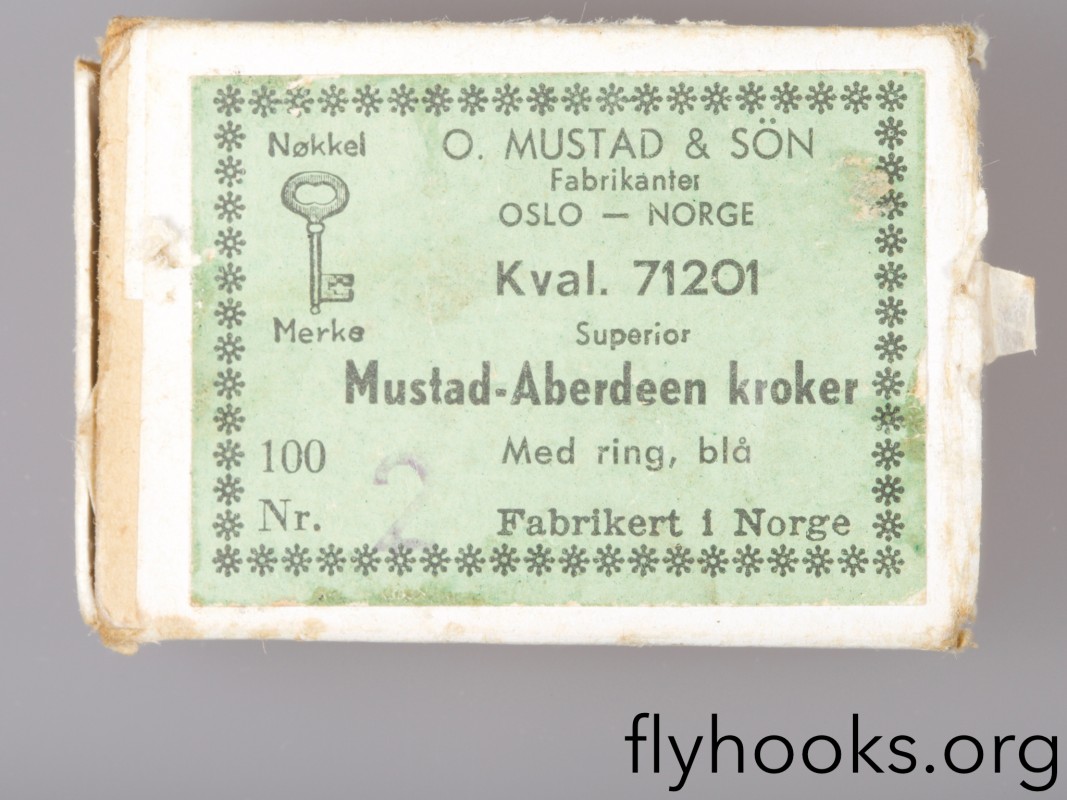 Nøkkel
Merke
O. MUSTAD & SÖN
Fabrikanter
OSLO — NORGE
Kval. 71201
Superior
Mustad-Aberdeen kroker
100
Med ring, blå
Nr. 2
Fabrikert i Norge
flyhooks.org